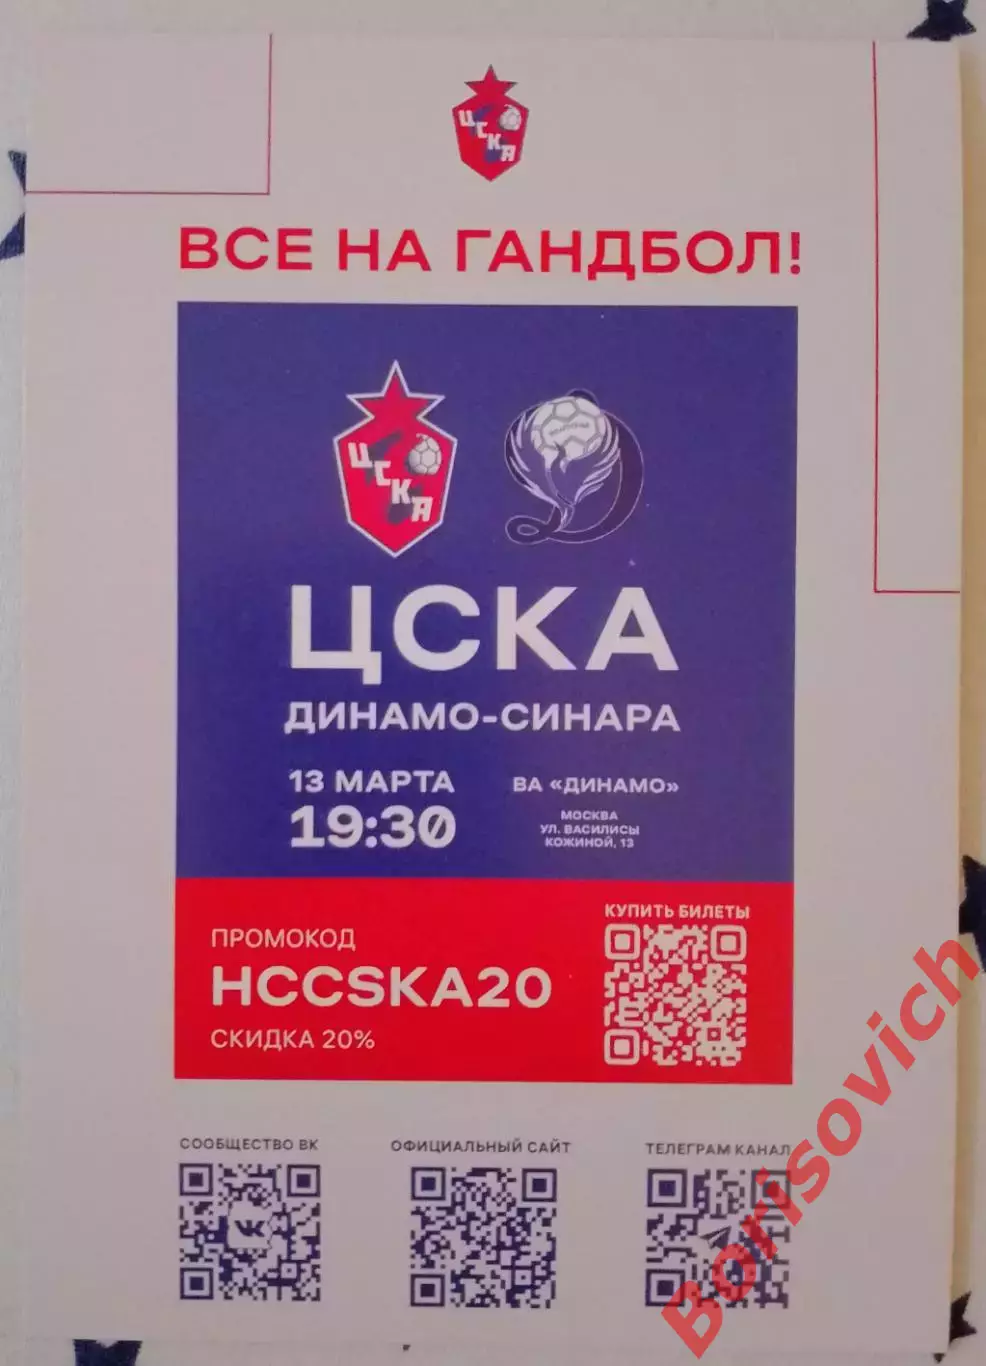 ЦСКА
ВСЕ НА ГАНДБОЛ!
ЦСКА
ЦСКА
ДИНАМО-СИНАРА
13 МАРТА
19:30
ВА «ДИНАМО»
МОСКВА
УЛ. ВАСИЛИСЫ
КОЖИНОЙ, 13
ПРОМОКОД
HCCSKA20
СКИДКА 20%
КУПИТЬ БИЛЕТЫ
СООБЩЕСТВО ВК
ОФИЦИАЛЬНЫЙ САЙТ
ТЕЛЕГРАМ КАНАЛ
Borisovich